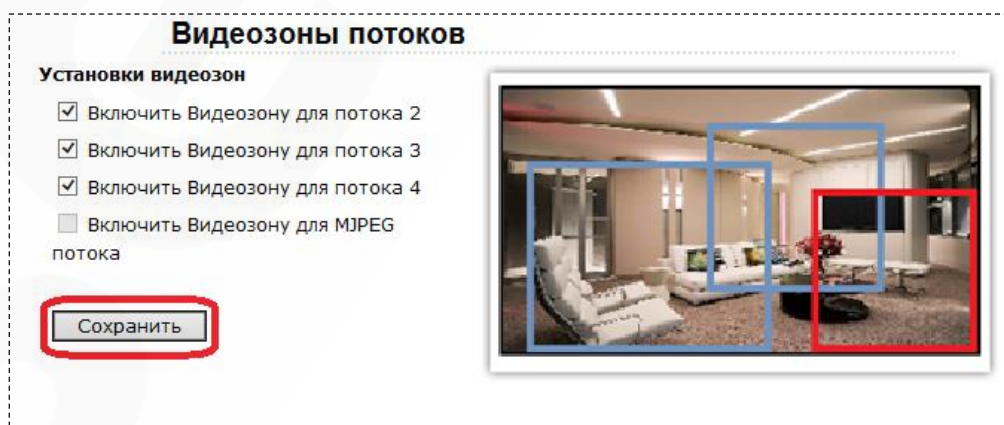 Видеозоны потоков
Установки видеозон
Включить Видеозону для потока 2
Включить Видеозону для потока 3
Включить Видеозону для потока 4
Включить Видеозону для MJPEG
потока
Сохранить